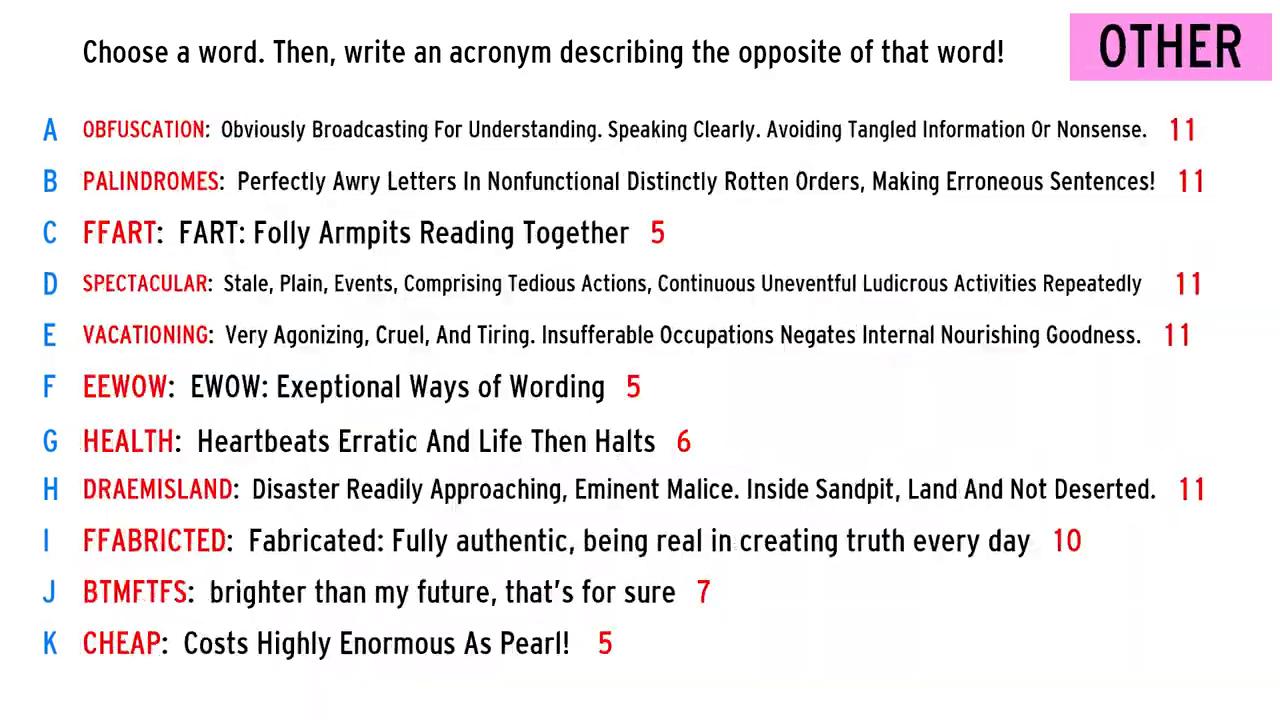 Choose a word. Then, write an acronym describing the opposite of that word!
OTHER
A OBFUSCATION: Obviously Broadcasting For Understanding. Speaking Clearly. Avoiding Tangled Information Or Nonsense. 11
B PALINDROMES: Perfectly Awry Letters In Nonfunctional Distinctly Rotten Orders, Making Erroneous Sentences! 11
C FFART: FART: Folly Armpits Reading Together 5
D SPECTACULAR: Stale, Plain, Events, Comprising Tedious Actions, Continuous Uneventful Ludicrous Activities Repeatedly 11
E VACATIONING: Very Agonizing, Cruel, And Tiring. Insufferable Occupations Negates Internal Nourishing Goodness. 11
F EEWOW: EWOW: Exeptional Ways of Wording 5
G HEALTH: Heartbeats Erratic And Life Then Halts 6
H DRAEMISLAND: Disaster Readily Approaching, Eminent Malice. Inside Sandpit, Land And Not Deserted. 11
I FFABRICTED: Fabricated: Fully authentic, being real in creating truth every day 10
J BTMFTFS: brighter than my future, that's for sure 7
K CHEAP: Costs Highly Enormous As Pearl! 5